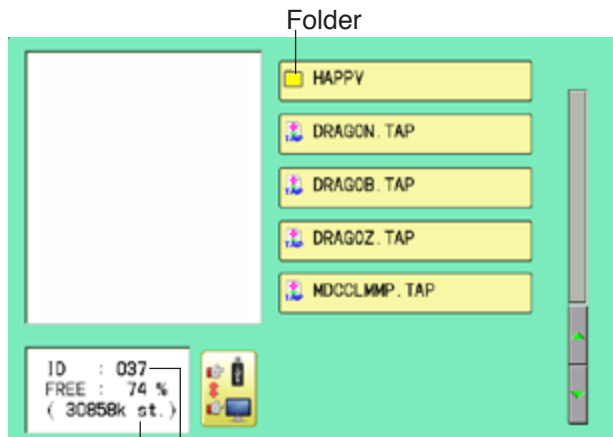 Folder
HAPPY
DRAGON.TAP
DRAGOB.TAP
DRAGOZ.TAP
MDCCLMMP.TAP
ID : 037
FREE : 74 %
( 30858k st.)